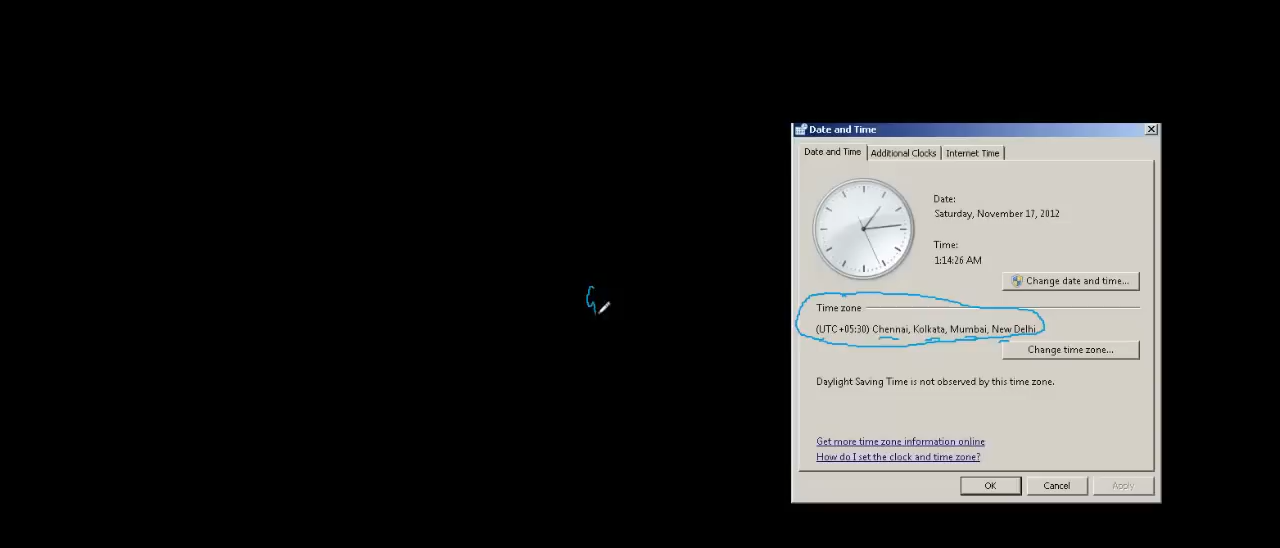 Date and Time
Date and Time Additional Clocks Internet Time
Date:
Saturday, November 17, 2012
Time:
1:14:26 AM
Change date and time...
Time zone
(UTC+05:30) Chennai, Kolkata, Mumbai, New Delhi
Change time zone...
Daylight Saving Time is not observed by this time zone.
Get more time zone information online
How do I set the clock and time zone?
OK Cancel Apply